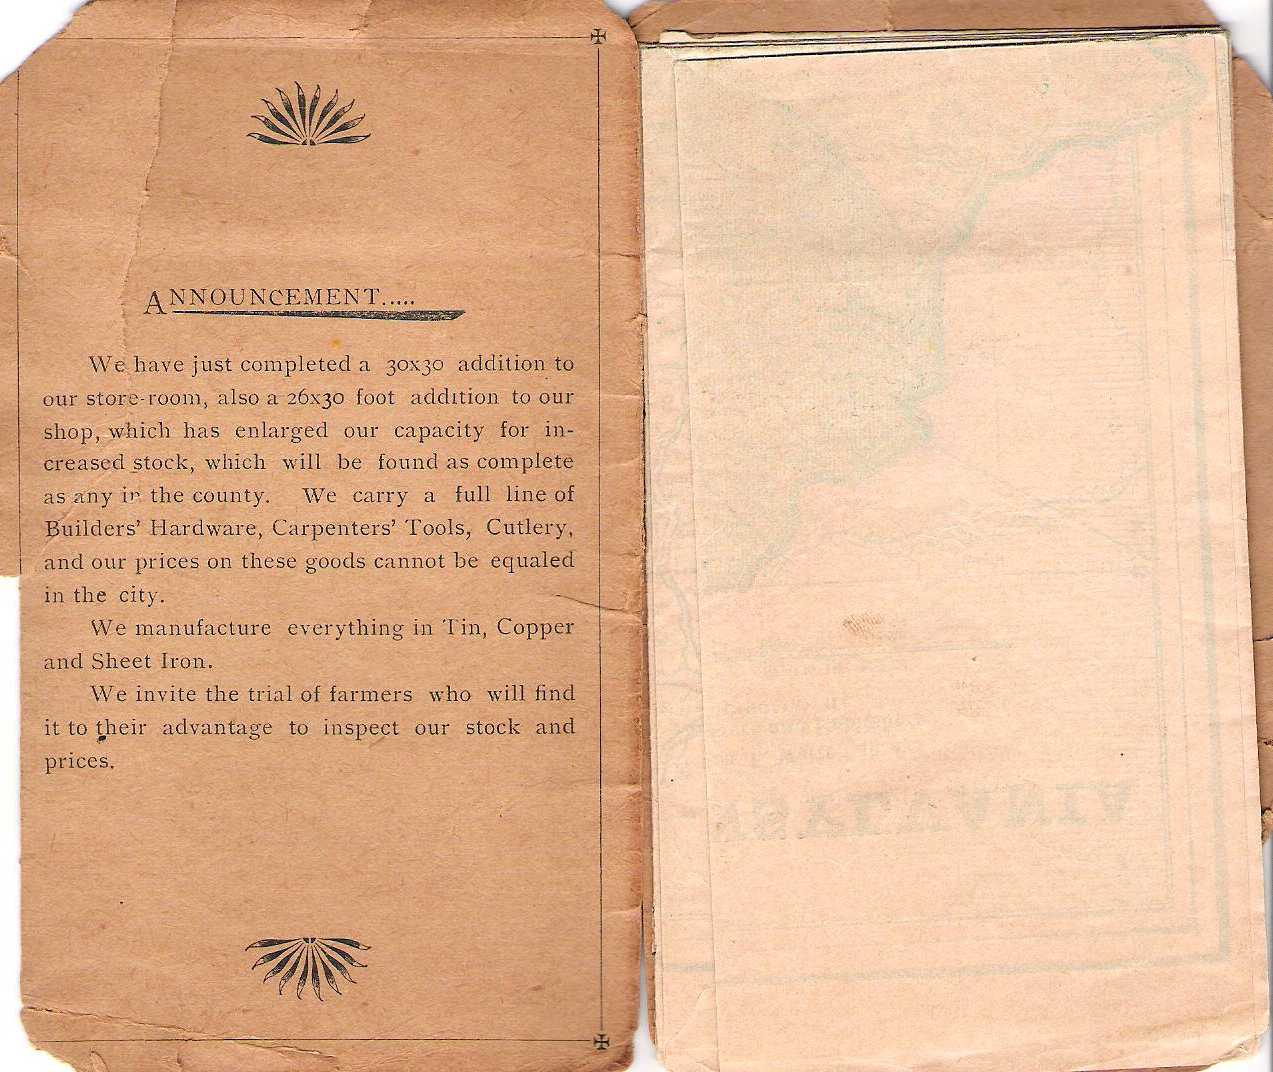 ANNOUNCEMENT.....
We have just completed a 30x30 addition to
our store-room, also a 26x30 foot addition to our
shop, which has enlarged our capacity for in-
creased stock, which will be found as complete
as any in the county. We carry a full line of
Builders' Hardware, Carpenters' Tools, Cutlery,
and our prices on these goods cannot be equaled
in the city.
We manufacture everything in Tin, Copper
and Sheet Iron.
We invite the trial of farmers who will find
it to their advantage to inspect our stock and
prices.